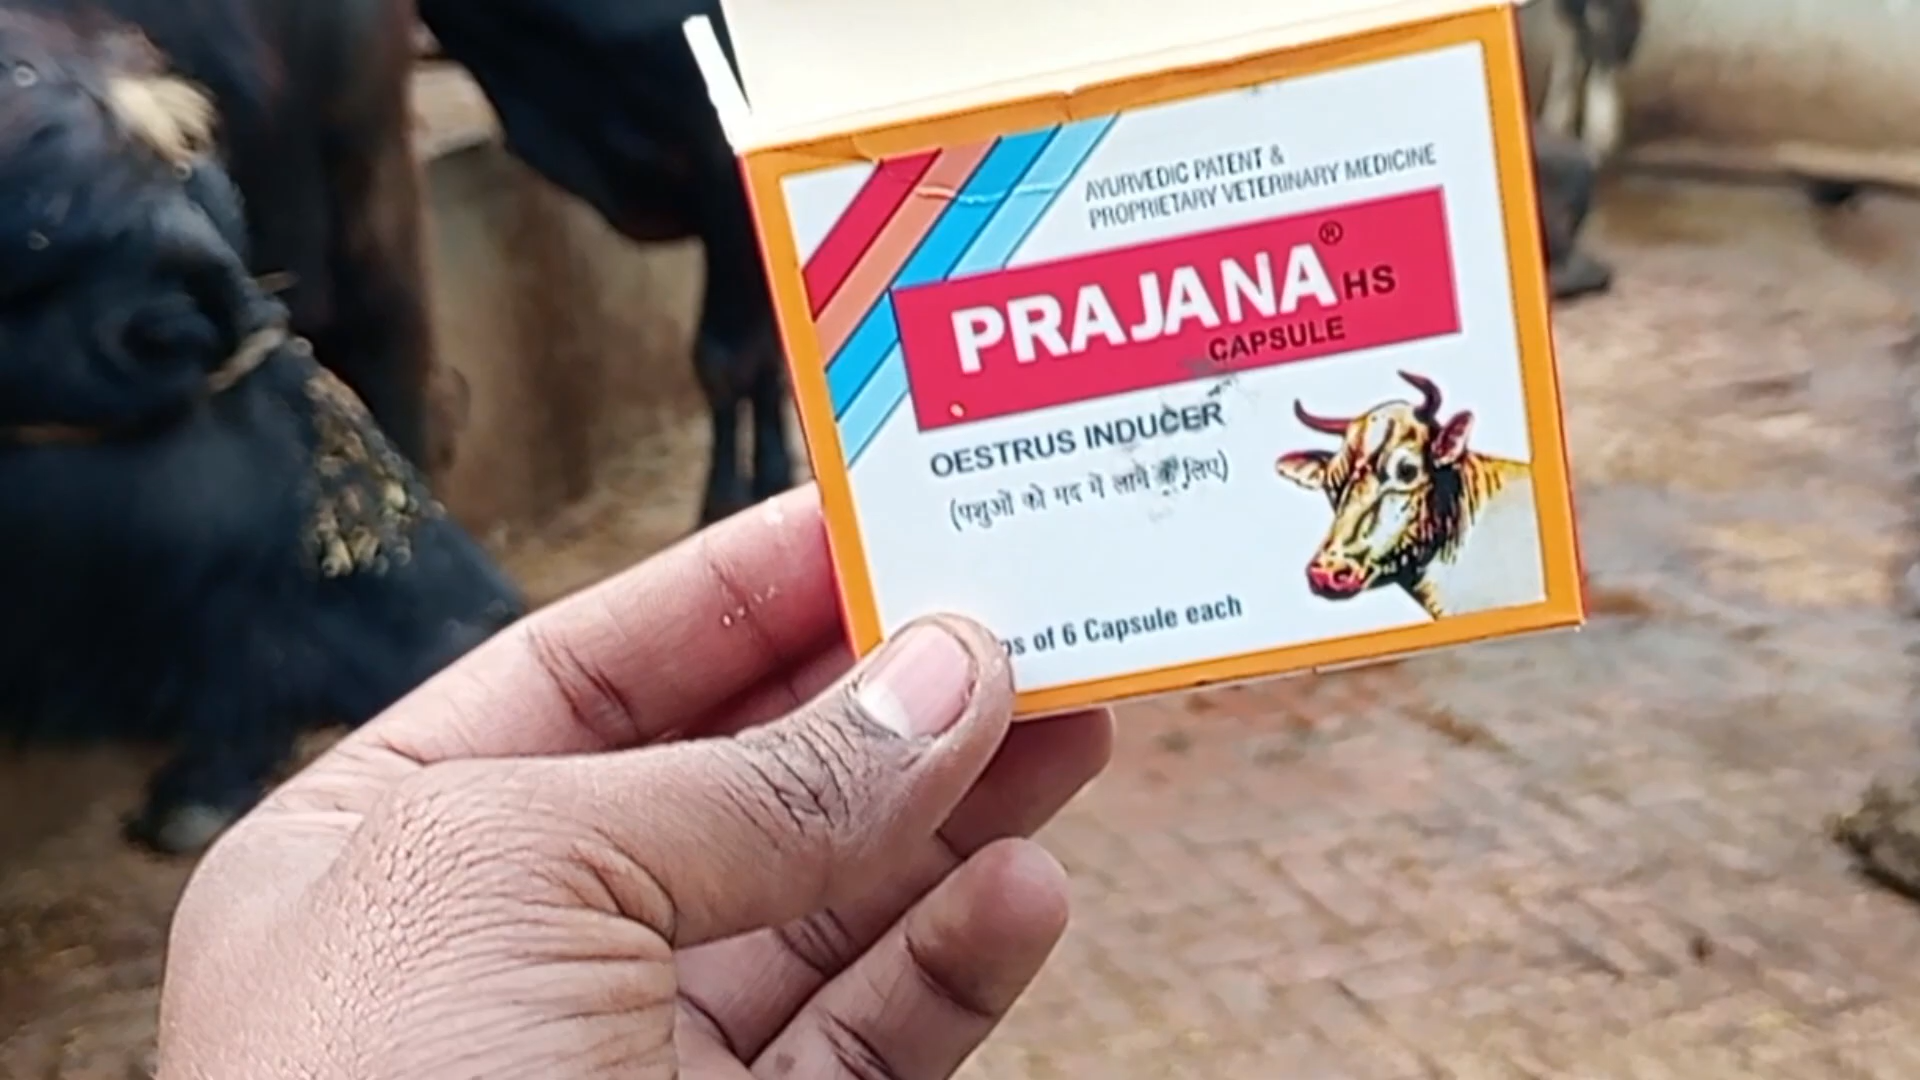 AYURVEDIC PATENT &
PROPRIETARY VETERINARY MEDICINE
PRAJANA® HS
CAPSULE
OESTRUS INDUCER
(पशुओं को मद में लाने के लिए)
of 6 Capsule each